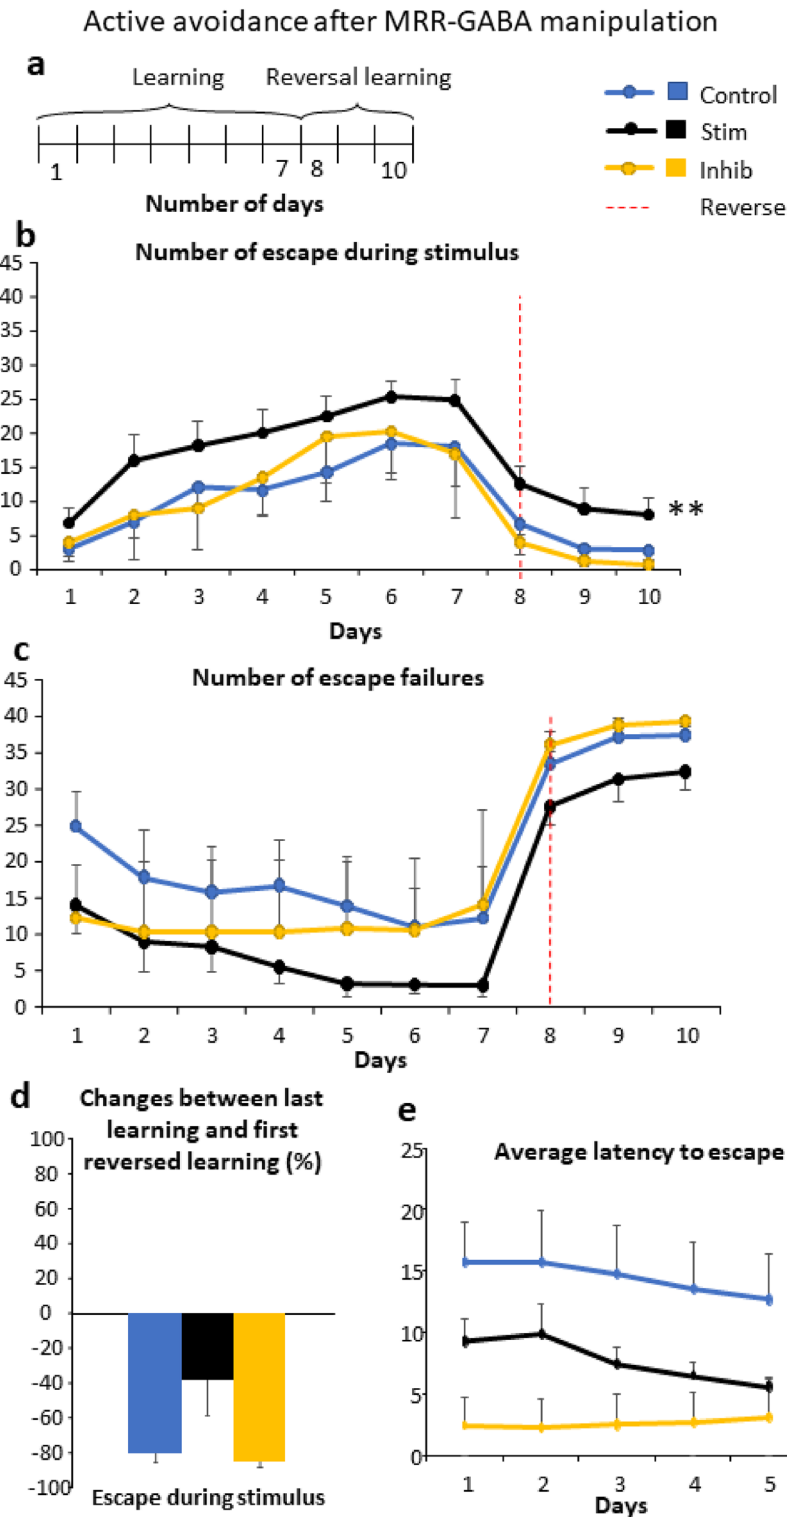 Active avoidance after MRR-GABA manipulation
a
Learning
Reversal learning
1
7
8
10
Number of days
Control
Stim
Inhib
Reverse
b
Number of escape during stimulus
45
40
35
30
25
20
15
10
5
0
1 2 3 4 5 6 7 8 9 10
**
Days
c
Number of escape failures
45
40
35
30
25
20
15
10
5
0
1 2 3 4 5 6 7 8 9 10
Days
d
Changes between last
learning and first
reversed learning (%)
100
80
60
40
20
0
-20
-40
-60
-80
-100
Escape during stimulus
e
Average latency to escape
25
20
15
10
5
0
1 2 3 4 5
Days